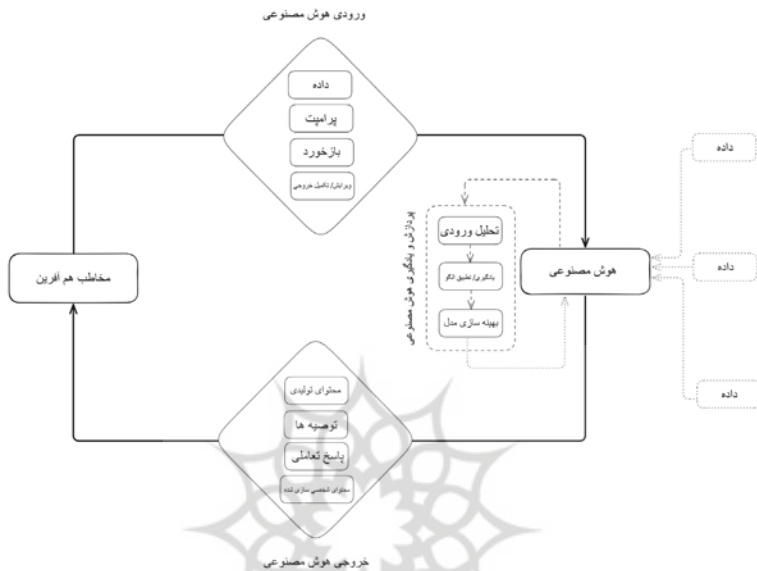 ورودی هوش مصنوعی
داده
پرامپت
بازخورد
ویرایش/ تکمیل خروجی
داده
داده
داده
هوش مصنوعی
پردازش و یادگیری هوش مصنوعی
تحلیل ورودی
یادگیری/ تطبیق الگو
بهینه سازی مدل
مخاطب هم آفرین
محتوای تولیدی
توصیه ها
پاسخ تعاملی
محتوای شخصی سازی شده
خروجی هوش مصنوعی